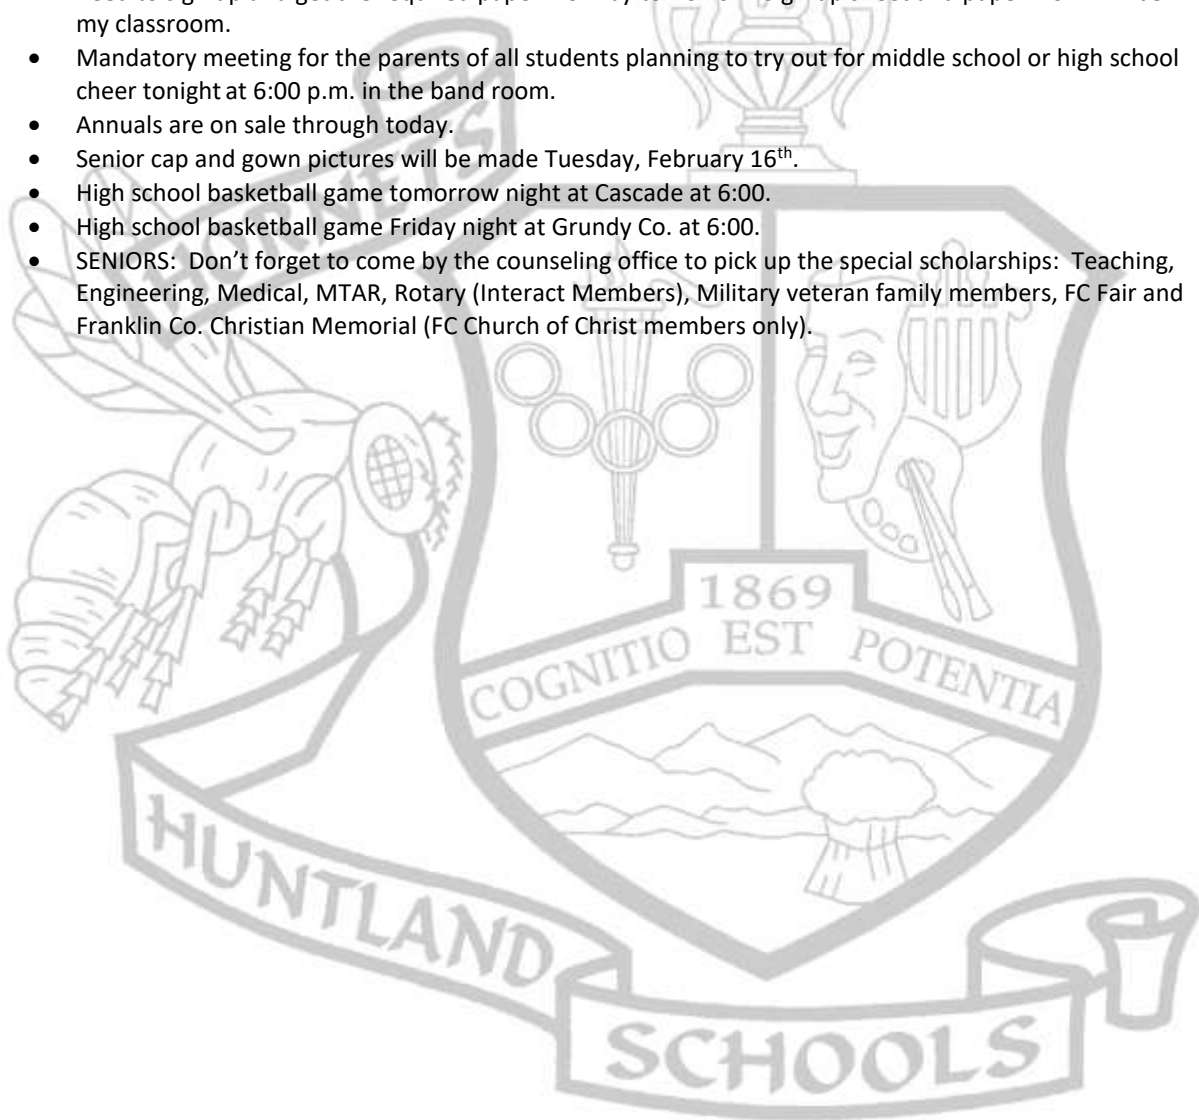 my classroom.
• Mandatory meeting for the parents of all students planning to try out for middle school or high school
cheer tonight at 6:00 p.m. in the band room.
• Annuals are on sale through today.
• Senior cap and gown pictures will be made Tuesday, February 16th.
• High school basketball game tomorrow night at Cascade at 6:00.
• High school basketball game Friday night at Grundy Co. at 6:00.
• SENIORS:  Don’t forget to come by the counseling office to pick up the special scholarships:  Teaching,
Engineering, Medical, MTAR, Rotary (Interact Members), Military veteran family members, FC Fair and
Franklin Co. Christian Memorial (FC Church of Christ members only).
HORNETS
1869
COGNITIO EST POTENTIA
HUNTLAND
SCHOOLS